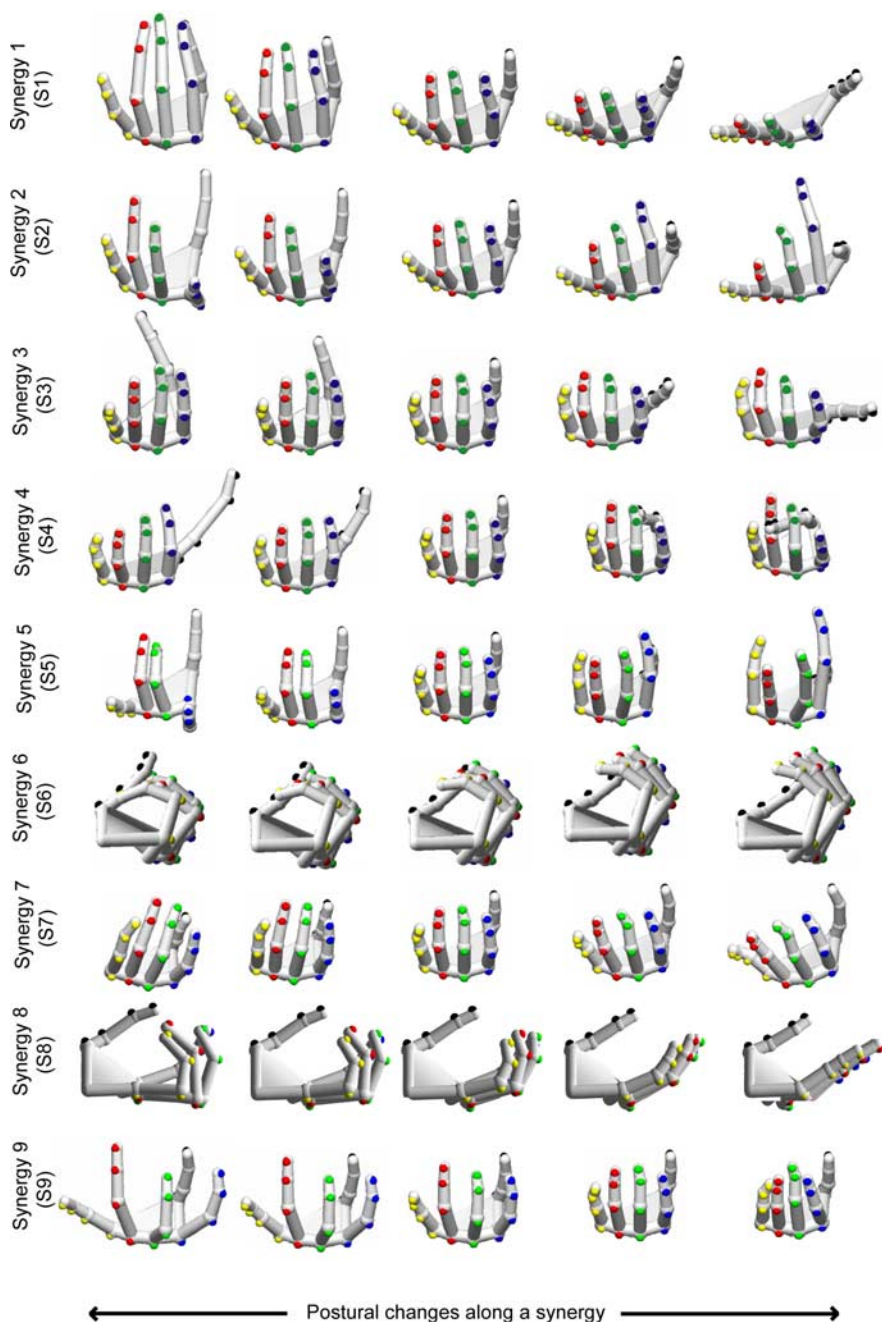 Synergy 1
(S1)
Synergy 2
(S2)
Synergy 3
(S3)
Synergy 4
(S4)
Synergy 5
(S5)
Synergy 6
(S6)
Synergy 7
(S7)
Synergy 8
(S8)
Synergy 9
(S9)
Postural changes along a synergy